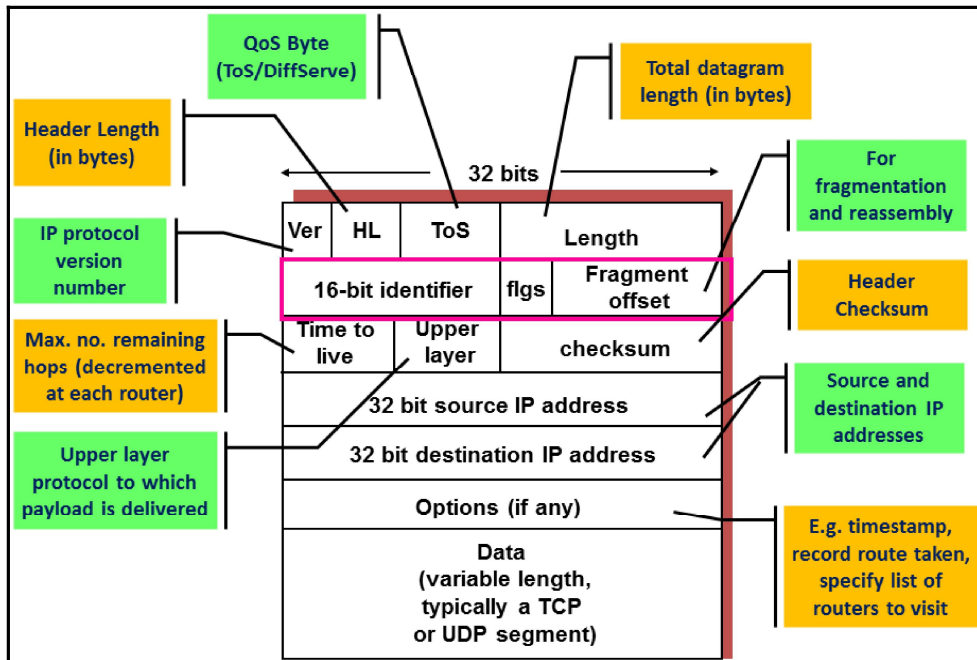 QoS Byte
(ToS/DiffServe)
Total datagram
length (in bytes)
Header Length
(in bytes)
32 bits
For
fragmentation
and reassembly
IP protocol
version
number
Ver HL ToS Length
16-bit identifier flgs Fragment
offset
Header
Checksum
Max. no. remaining
hops (decremented
at each router)
Time to
live
Upper
layer
checksum
32 bit source IP address
Source and
destination IP
addresses
32 bit destination IP address
Upper layer
protocol to which
payload is delivered
Options (if any)
E.g. timestamp,
record route taken,
specify list of
routers to visit
Data
(variable length,
typically a TCP
or UDP segment)